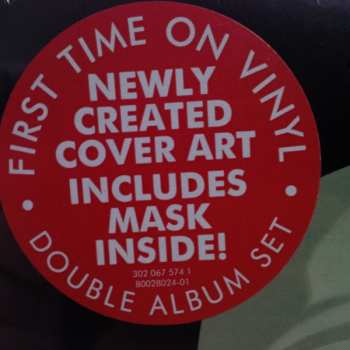 FIRST TIME ON VINYL
NEWLY
CREATED
COVER ART
INCLUDES
MASK
INSIDE!
302 067 574 1
80028024-01
• DOUBLE ALBUM SET •